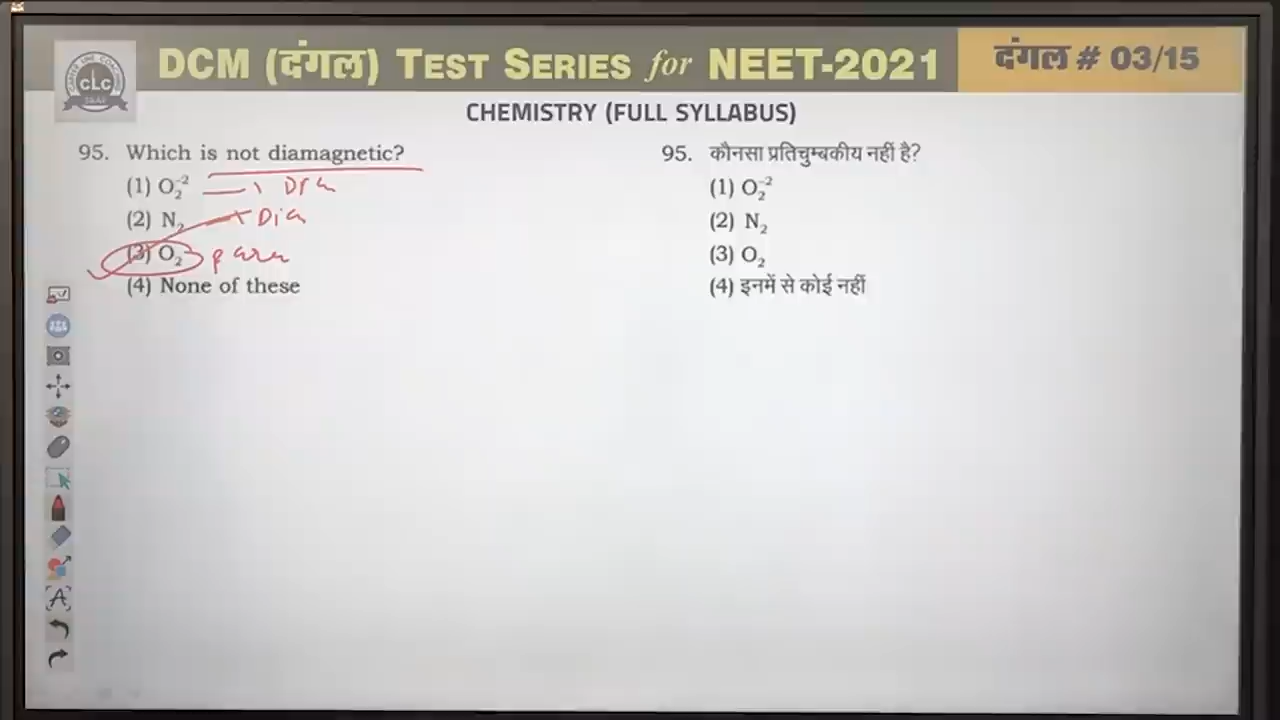 DCM (दंगल) TEST SERIES for NEET-2021
दंगल # 03/15
CLC
CHEMISTRY (FULL SYLLABUS)
95. Which is not diamagnetic?
(1) O₂⁻²
(2) N₂ Dia
(3) O₂ para
(4) None of these
95. कौनसा प्रतिचुम्बकीय नहीं है?
(1) O₂⁻²
(2) N₂
(3) O₂
(4) इनमें से कोई नहीं